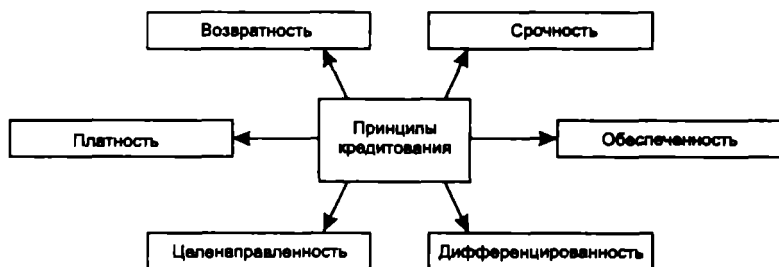 Возвратность
Срочность
Платность
Принципы
кредитования
Обеспеченность
Целенаправленность
Дифференцированность